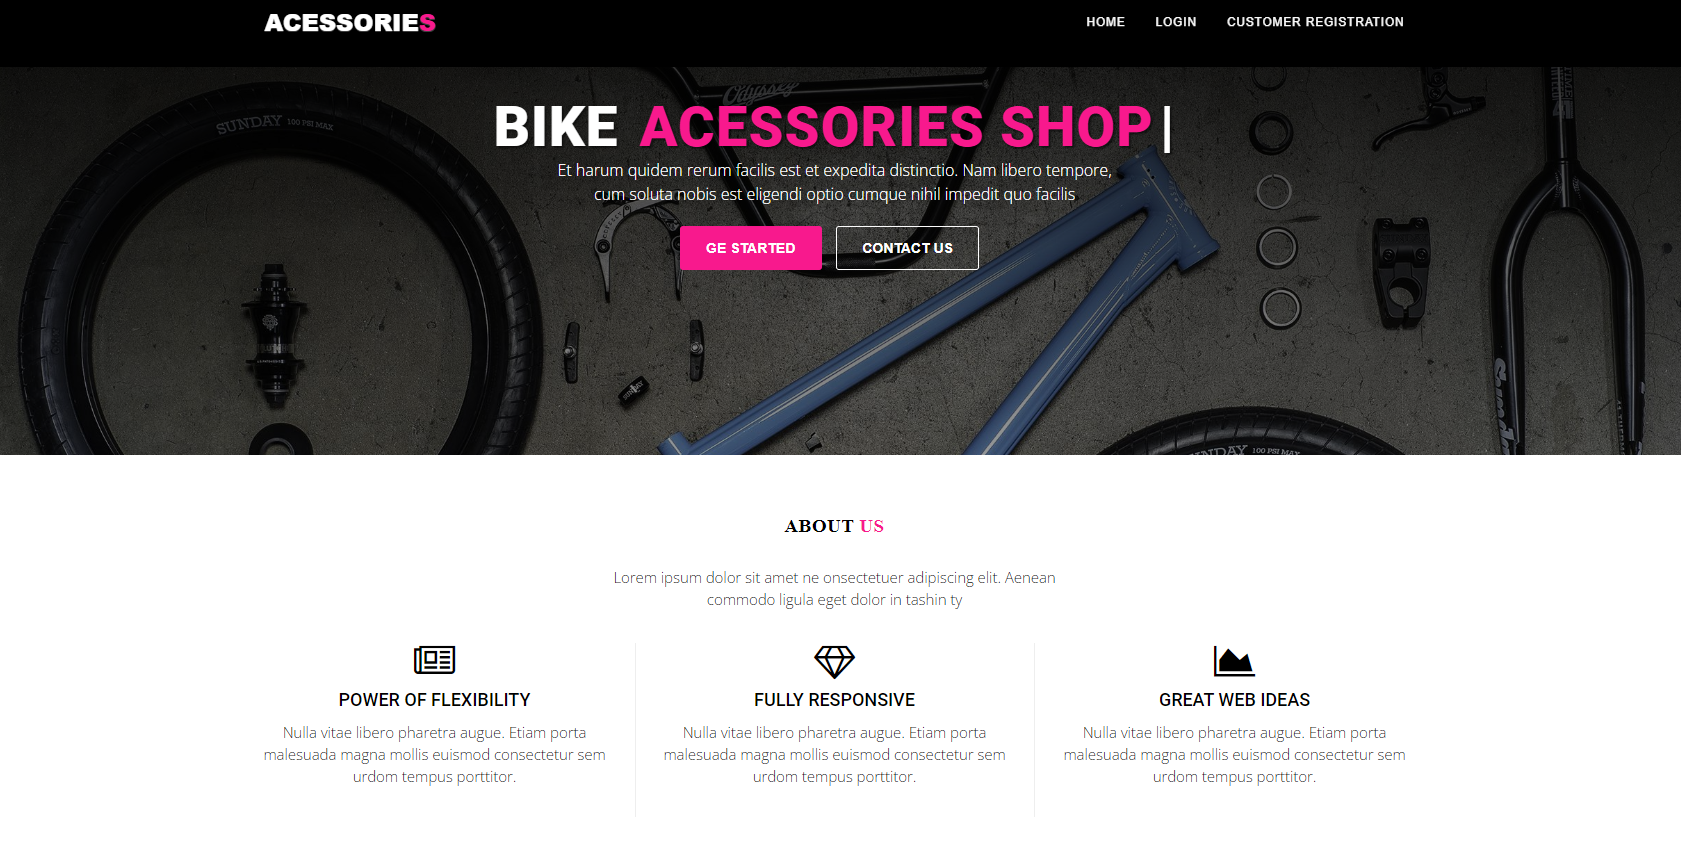 ACESSORIES
HOME LOGIN CUSTOMER REGISTRATION
BIKE ACESSORIES SHOP|
Et harum quidem rerum facilis est et expedita distinctio. Nam libero tempore,
cum soluta nobis est eligendi optio cumque nihil impedit quo facilis
GE STARTED CONTACT US
Odyssey
SUNDAY 100 PSI MAX
SUNDAY 100 PSI MAX
ABOUT US
Lorem ipsum dolor sit amet ne onsectetuer adipiscing elit. Aenean
commodo ligula eget dolor in tashin ty
POWER OF FLEXIBILITY
Nulla vitae libero pharetra augue. Etiam porta
malesuada magna mollis euismod consectetur sem
urdom tempus porttitor.
FULLY RESPONSIVE
Nulla vitae libero pharetra augue. Etiam porta
malesuada magna mollis euismod consectetur sem
urdom tempus porttitor.
GREAT WEB IDEAS
Nulla vitae libero pharetra augue. Etiam porta
malesuada magna mollis euismod consectetur sem
urdom tempus porttitor.